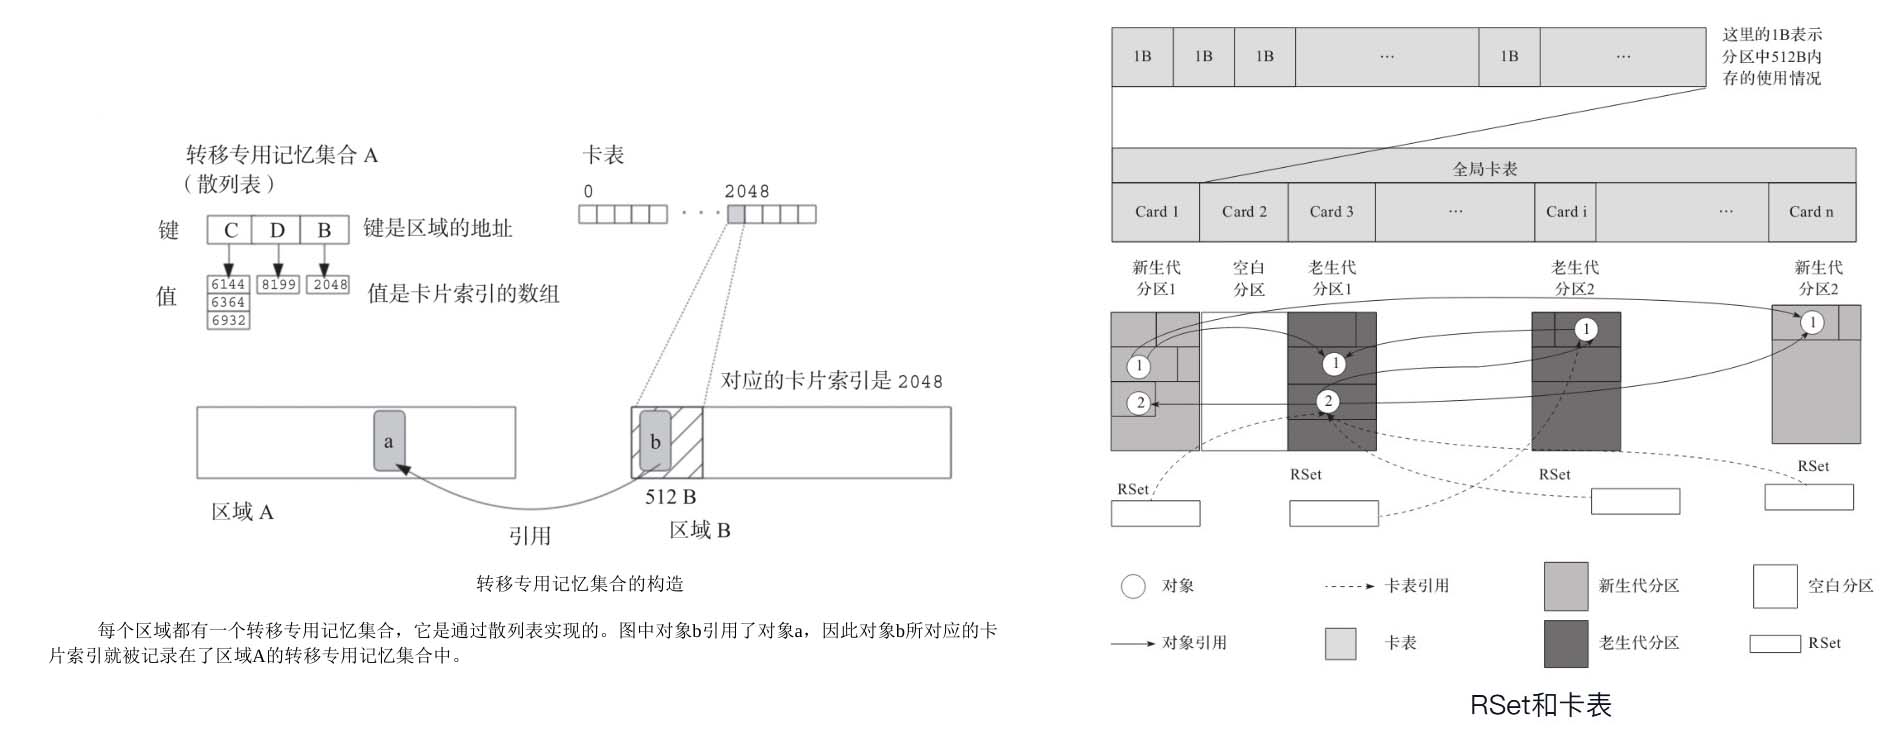 转移专用记忆集合 A
（散列表）
键
C D B
键是区域的地址
值
6144 8199 2048
6364
6932
值是卡片索引的数组
卡表
0 2048
···
对应的卡片索引是 2048
a
b
512 B
区域 A
引用
区域 B
转移专用记忆集合的构造
每个区域都有一个转移专用记忆集合，它是通过散列表实现的。图中对象b引用了对象a，因此对象b所对应的卡
片索引就被记录在了区域A的转移专用记忆集合中。
1B 1B 1B … 1B …
这里的1B表示
分区中512B内
存的使用情况
全局卡表
Card 1 Card 2 Card 3 … Card i … Card n
新生代
分区1
空白
分区
老生代
分区1
老生代
分区2
新生代
分区2
1
2
1
2
1
1
RSet
RSet
RSet
RSet
对象
卡表引用
新生代分区
空白分区
对象引用
卡表
老生代分区
RSet
RSet和卡表